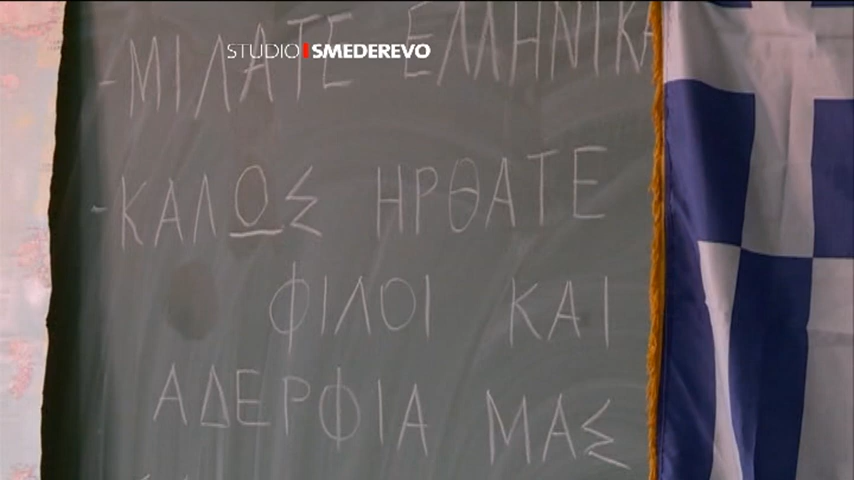 STUDIO SMEDEREVO
-ΜΙΛΑΤΕ ΕΛΛΗΝΙΚΑ
-ΚΑΛΩΣ ΗΡΘΑΤΕ
ΦΙΛΟΙ ΚΑΙ
ΑΔΕΡΦΙΑ ΜΑΣ